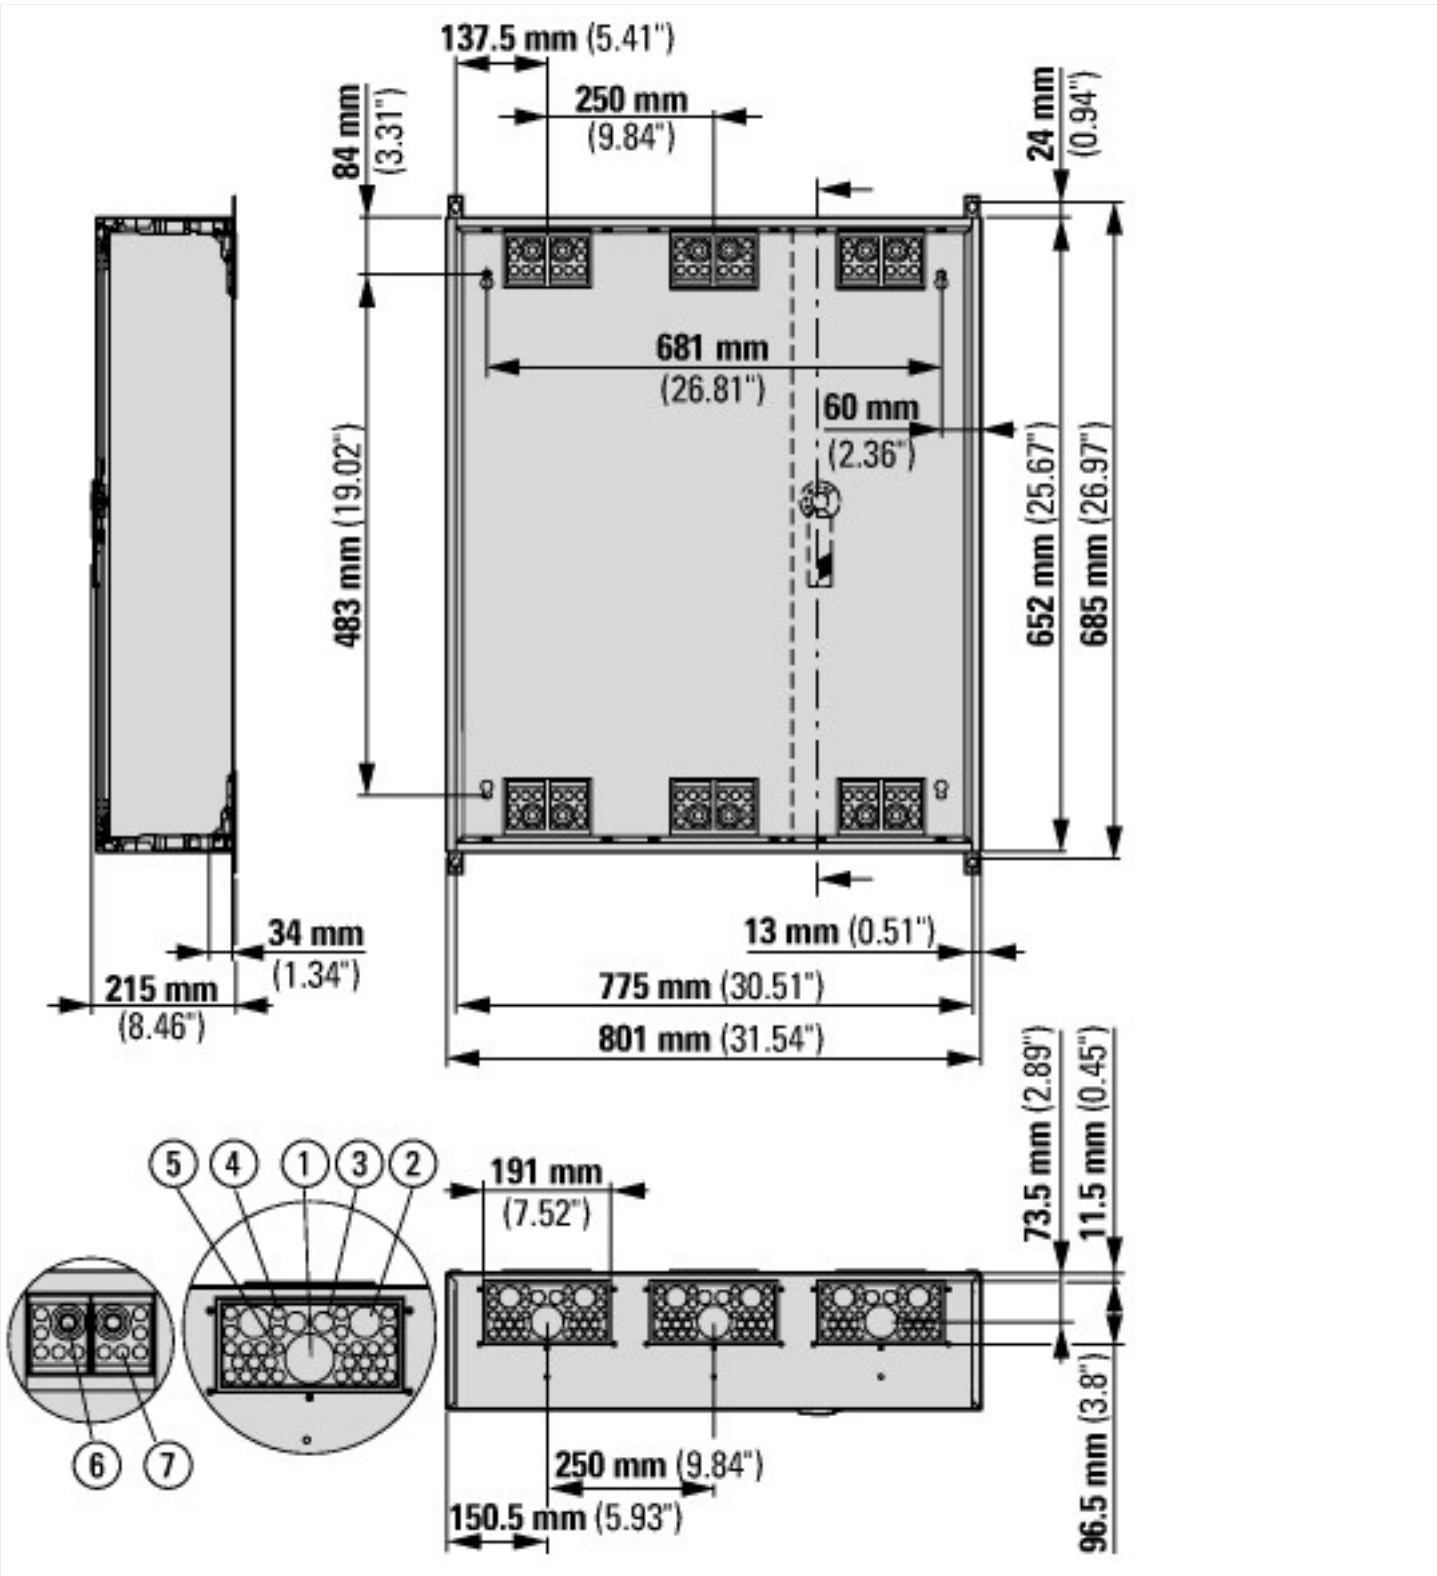 137.5 mm (5.41")
250 mm
(9.84")
84 mm
(3.31")
24 mm
(0.94")
681 mm
(26.81")
60 mm
(2.36")
483 mm (19.02")
652 mm (25.67")
685 mm (26.97")
34 mm
(1.34")
215 mm
(8.46")
13 mm (0.51")
775 mm (30.51")
801 mm (31.54")
73.5 mm (2.89")
11.5 mm (0.45")
5 4 1 3 2
191 mm
(7.52")
6 7
250 mm (9.84")
150.5 mm (5.93")
96.5 mm (3.8")